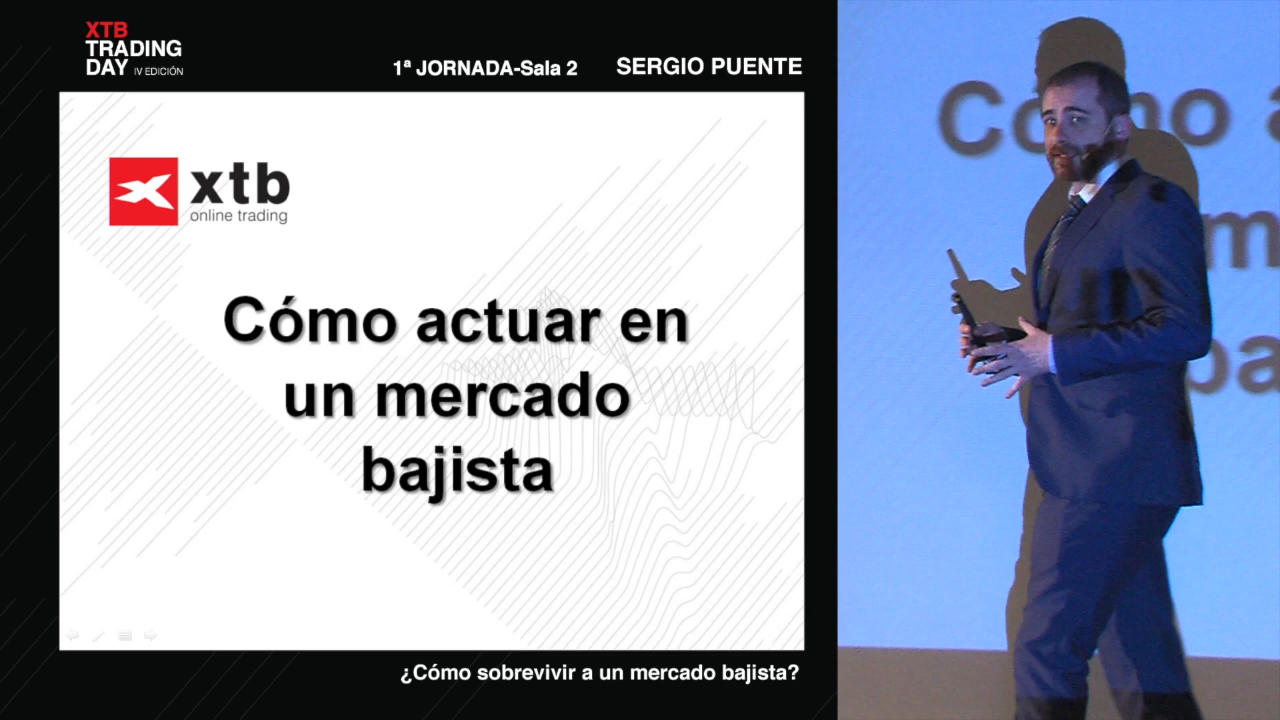 XTB
TRADING
DAY IV EDICIÓN
1ª JORNADA-Sala 2
SERGIO PUENTE
xtb
online trading
Cómo actuar en
un mercado
bajista
¿Cómo sobrevivir a un mercado bajista?